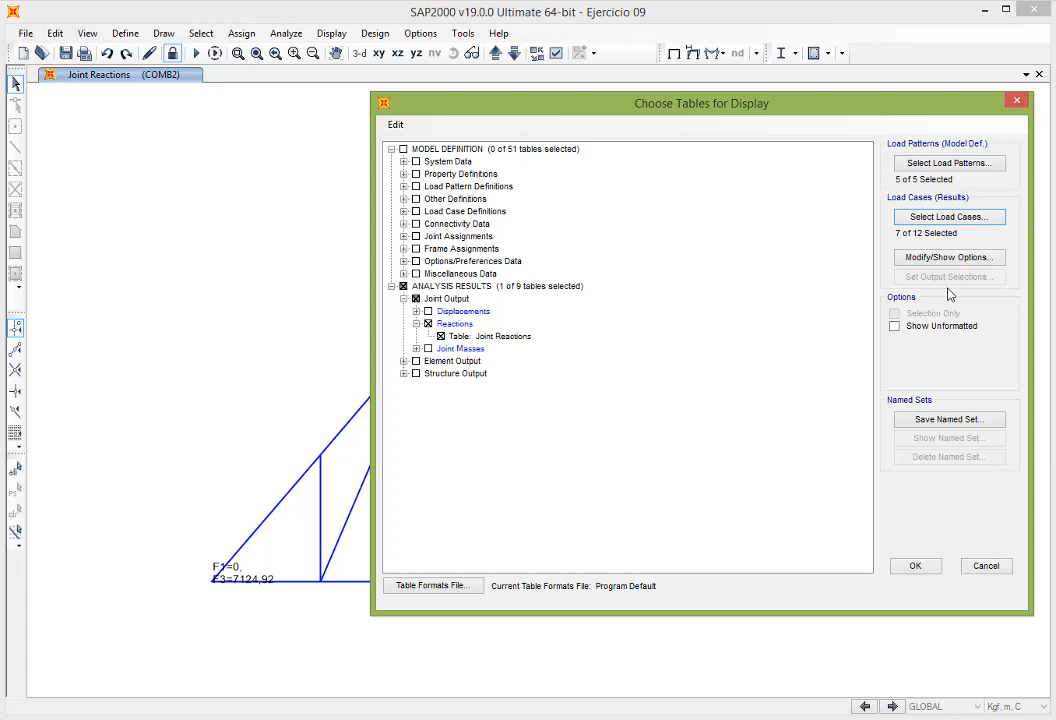 SAP2000 v19.0.0 Ultimate 64-bit - Ejercicio 09
File Edit View Define Draw Select Assign Analyze Display Design Options Tools Help
3-d xy xz yz nv nd
Joint Reactions (COMB2)
Choose Tables for Display
Edit
MODEL DEFINITION (0 of 51 tables selected)
System Data
Property Definitions
Load Pattern Definitions
Other Definitions
Load Case Definitions
Connectivity Data
Joint Assignments
Frame Assignments
Options/Preferences Data
Miscellaneous Data
ANALYSIS RESULTS (1 of 9 tables selected)
Joint Output
Displacements
Reactions
Table: Joint Reactions
Joint Masses
Element Output
Structure Output
Load Patterns (Model Def.)
Select Load Patterns...
5 of 5 Selected
Load Cases (Results)
Select Load Cases...
7 of 12 Selected
Modify/Show Options...
Set Output Selections...
Options
Selection Only
Show Unformatted
Named Sets
Save Named Set...
Show Named Set...
Delete Named Set...
OK Cancel
Table Formats File... Current Table Formats File: Program Default
all
PS
clr
F1=0,
F3=7124,92
GLOBAL Kgf, m, C